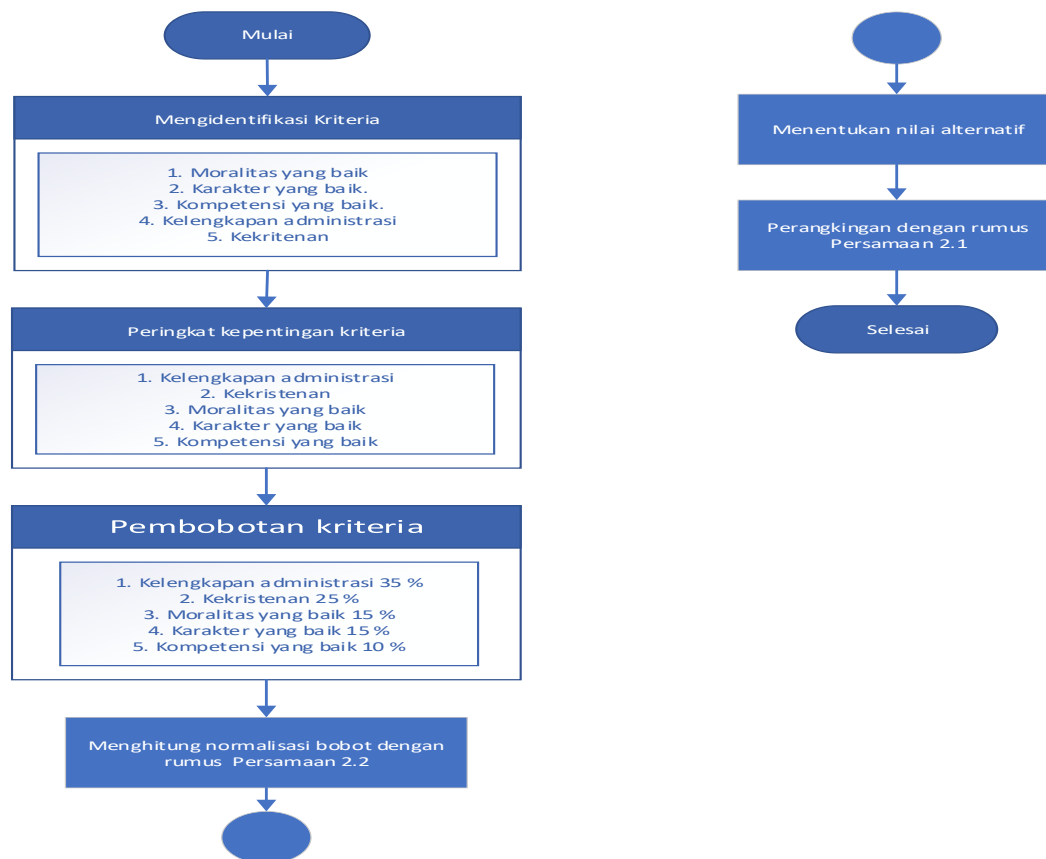 Mulai
Mengidentifikasi Kriteria
1. Moralitas yang baik
2. Karakter yang baik.
3. Kompetensi yang baik.
4. Kelengkapan administrasi
5. Kekritenan
Peringkat kepentingan kriteria
1. Kelengkapan administrasi
2. Kekristenan
3. Moralitas yang baik
4. Karakter yang baik
5. Kompetensi yang baik
Pembobotan kriteria
1. Kelengkapan administrasi 35 %
2. Kekristenan 25 %
3. Moralitas yang baik 15 %
4. Karakter yang baik 15 %
5. Kompetensi yang baik 10 %
Menghitung normalisasi bobot dengan
rumus Persamaan 2.2
Menentukan nilai alternatif
Perangkingan dengan rumus
Persamaan 2.1
Selesai